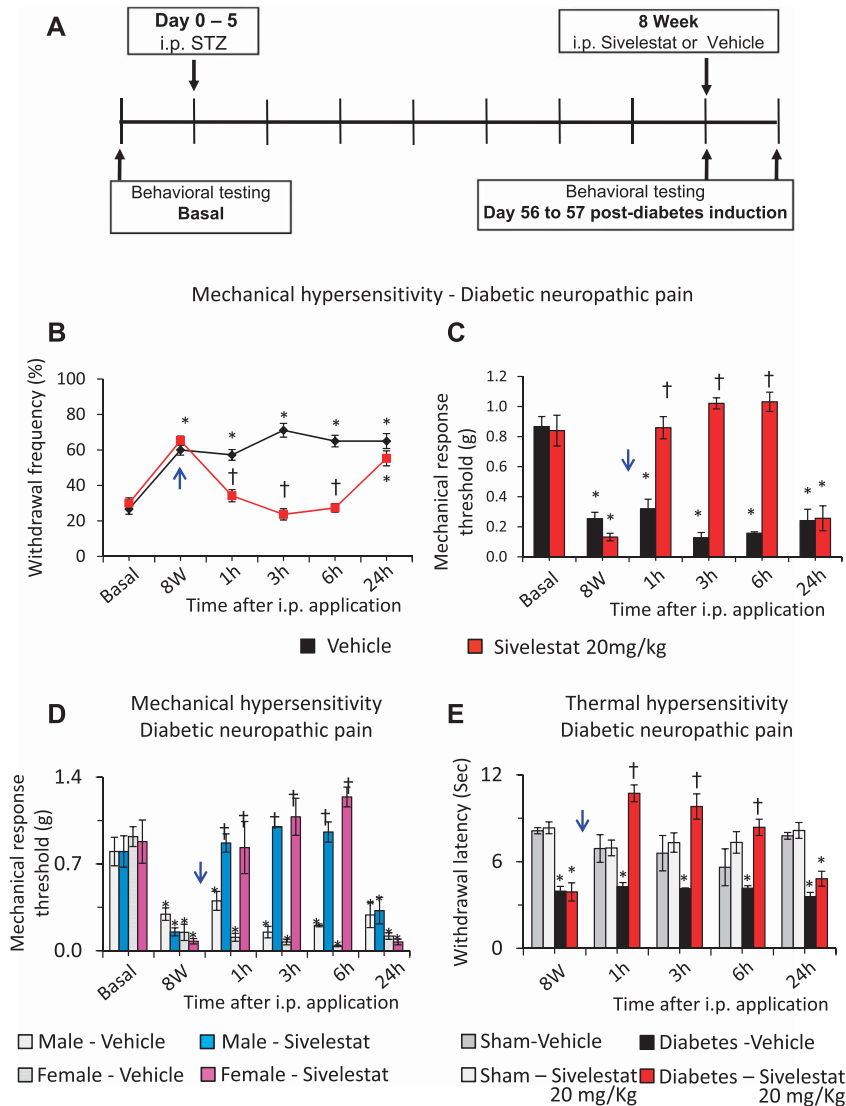 A
Day 0 – 5
i.p. STZ
8 Week
i.p. Sivelestat or Vehicle
Behavioral testing
Basal
Behavioral testing
Day 56 to 57 post-diabetes induction
Mechanical hypersensitivity - Diabetic neuropathic pain
B
Withdrawal frequency (%)
100
80
60
40
20
0
* * * * * *
† † †
Basal 8W 1h 3h 6h 24h
Time after i.p. application
C
Mechanical response
threshold (g)
1.2
1.0
0.8
0.6
0.4
0.2
0.0
† † †
* * * * * * *
Basal 8W 1h 3h 6h 24h
Time after i.p. application
Vehicle
Sivelestat 20mg/kg
D
Mechanical hypersensitivity
Diabetic neuropathic pain
Mechanical response
threshold (g)
1.4
0.7
0.0
† † † † † †
* * * * * * * * * * * * * *
Basal 8W 1h 3h 6h 24h
Time after i.p. application
Male - Vehicle
Male - Sivelestat
Female - Vehicle
Female - Sivelestat
E
Thermal hypersensitivity
Diabetic neuropathic pain
Withdrawal latency (Sec)
12
6
0
† † †
* * * * * * *
8W 1h 3h 6h 24h
Time after i.p. application
Sham-Vehicle
Diabetes -Vehicle
Sham – Sivelestat
20 mg/Kg
Diabetes – Sivelestat
20 mg/Kg